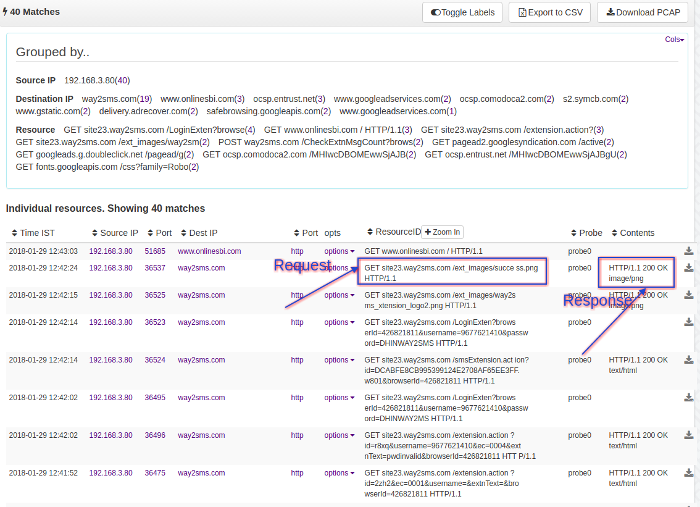 40 Matches
Toggle Labels
Export to CSV
Download PCAP
Cols
Grouped by..
Source IP 192.168.3.80(40)
Destination IP way2sms.com(19) www.onlinesbi.com(3) ocsp.entrust.net(3) www.googleadservices.com(2) ocsp.comodoca2.com(2) s2.symcb.com(2)
www.gstatic.com(2) delivery.adrecover.com(2) safebrowsing.googleapis.com(2) www.googleadservices.com(1)
Resource GET site23.way2sms.com /LoginExten?browse(4) GET www.onlinesbi.com / HTTP/1.1(3) GET site23.way2sms.com /extension.action?(3)
GET site23.way2sms.com /ext_images/way2sm(2) POST way2sms.com /CheckExtnMsgCount?brows(2) GET pagead2.googlesyndication.com /active(2)
GET googleads.g.doubleclick.net /pagead/g(2) GET ocsp.comodoca2.com /MHIwcDBOMEwwSjAJB(2) GET ocsp.entrust.net /MHIwcDBOMEwwSjAJBgU(2)
GET fonts.googleapis.com /css?family=Robo(2)
Individual resources. Showing 40 matches
Time IST Source IP Port Dest IP Port opts ResourceID Zoom In Probe Contents
2018-01-29 12:43:03 192.168.3.80 51685 www.onlinesbi.com http options GET www.onlinesbi.com / HTTP/1.1 probe0
Request
2018-01-29 12:42:24 192.168.3.80 36537 way2sms.com http options GET site23.way2sms.com /ext_images/succe ss.png probe0 HTTP/1.1 200 OK
HTTP/1.1 image/png
2018-01-29 12:42:15 192.168.3.80 36525 way2sms.com http options GET site23.way2sms.com /ext_images/way2s probe0 HTTP/1.1 200 OK
ms_xtension_logo2.png HTTP/1.1 image/png
Response
2018-01-29 12:42:14 192.168.3.80 36523 way2sms.com http options GET site23.way2sms.com /LoginExten?brows probe0
erId=426821811&username=9677621410&passw
ord=DHINWAY2SMS HTTP/1.1
2018-01-29 12:42:14 192.168.3.80 36524 way2sms.com http options GET site23.way2sms.com /smsExtension.act ion? probe0 HTTP/1.1 200 OK
id=DCABFE8CB995399124E2708AF65EE3FF. text/html
w801&browserId=426821811 HTTP/1.1
2018-01-29 12:42:02 192.168.3.80 36495 way2sms.com http options GET site23.way2sms.com /LoginExten?brows probe0
erId=426821811&username=9677621410&passw
ord=DHINWAY2SMS HTTP/1.1
2018-01-29 12:42:02 192.168.3.80 36496 way2sms.com http options GET site23.way2sms.com /extension.action ? probe0 HTTP/1.1 200 OK
id=r8xq&username=9677621410&ec=0004&ext text/html
nText=pwdinvalid&browserId=426821811 HTT P/1.1
2018-01-29 12:41:52 192.168.3.80 36475 way2sms.com http options GET site23.way2sms.com /extension.action ? probe0 HTTP/1.1 200 OK
id=2zh2&ec=0001&username=&extnText=&bro text/html
wserId=426821811 HTTP/1.1